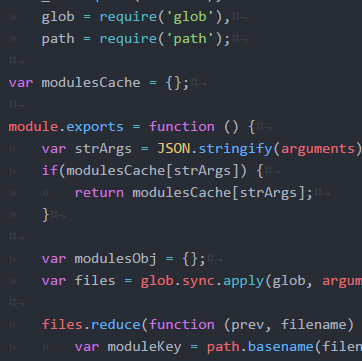 glob = require('glob'),
path = require('path');
var modulesCache = {};
module.exports = function () {
var strArgs = JSON.stringify(arguments)
if(modulesCache[strArgs]) {
return modulesCache[strArgs];
}
var modulesObj = {};
var files = glob.sync.apply(glob, argum
files.reduce(function (prev, filename)
var moduleKey = path.basename(filen